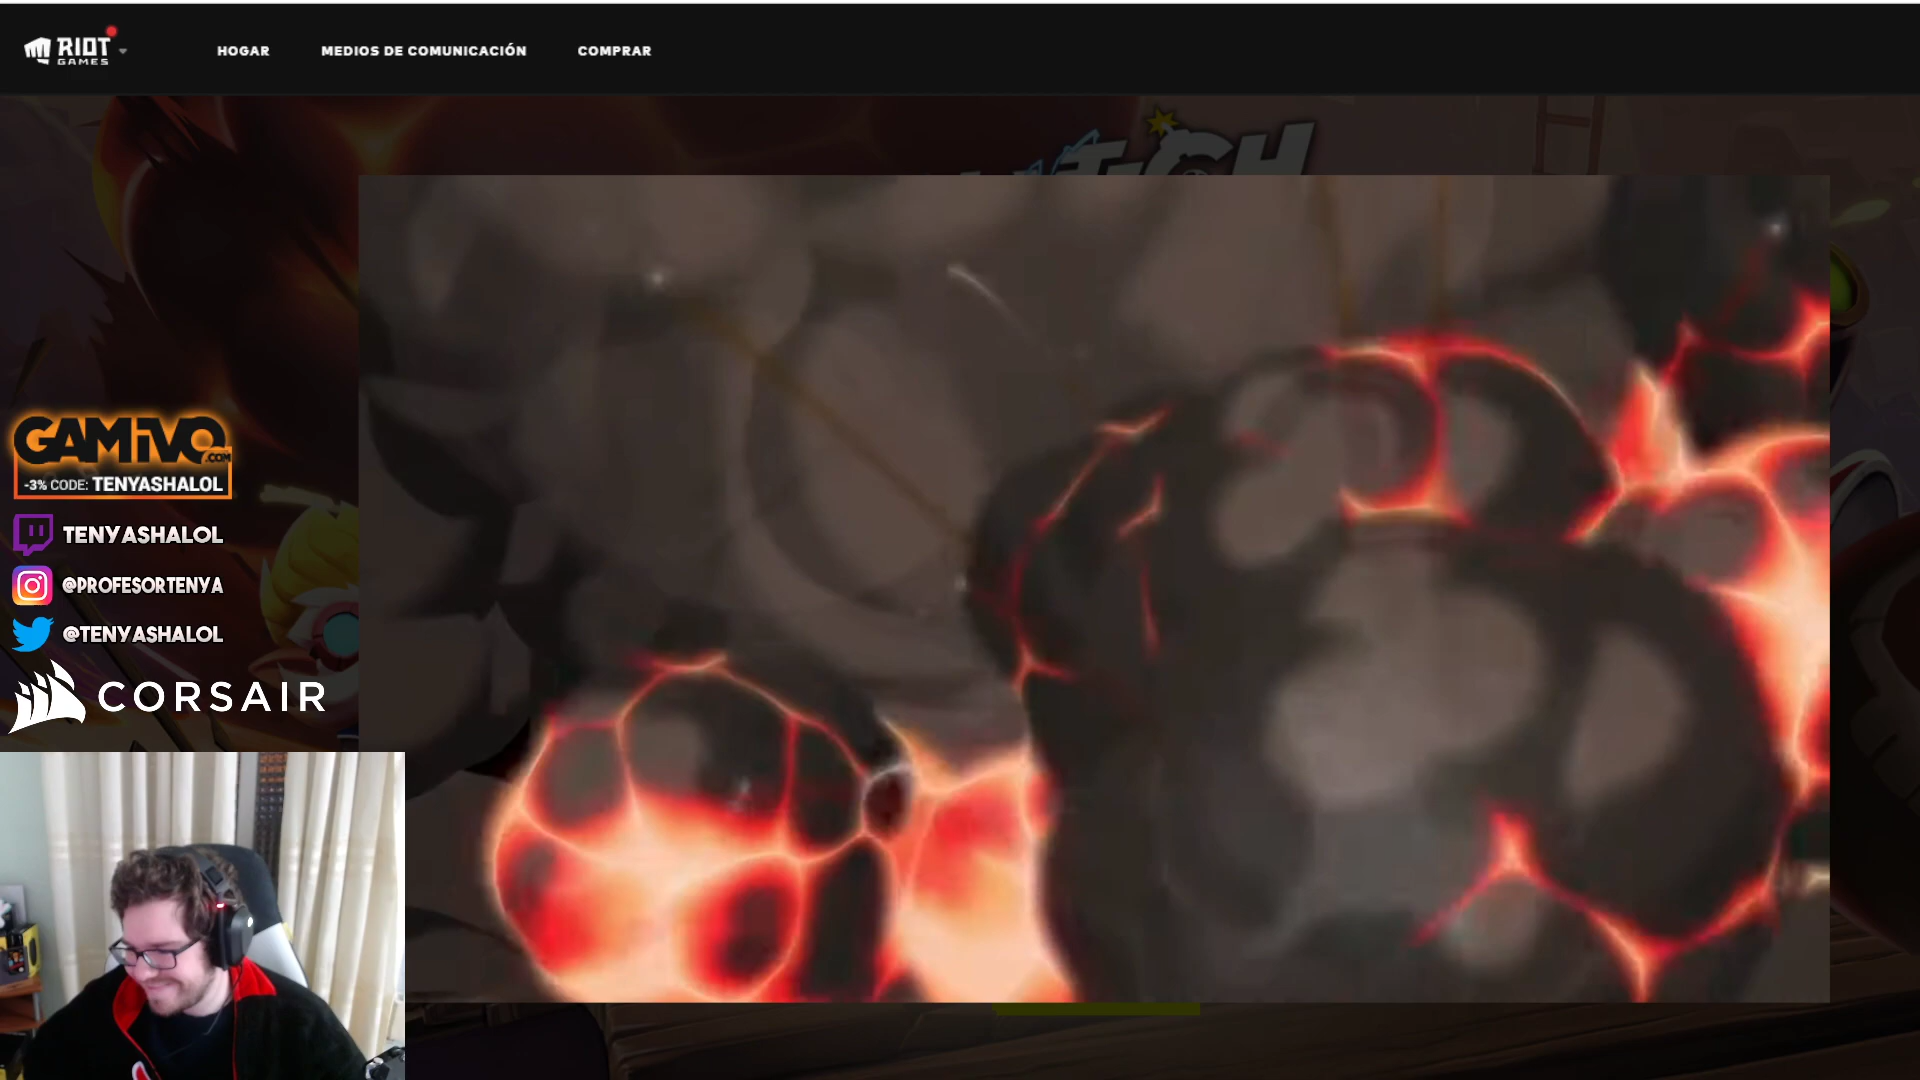 RIOT
GAMES
HOGAR
MEDIOS DE COMUNICACIÓN
COMPRAR
GAMiVO
.COM
-3% CODE: TENYASHALOL
TENYASHALOL
@PROFESORTENYA
@TENYASHALOL
CORSAIR